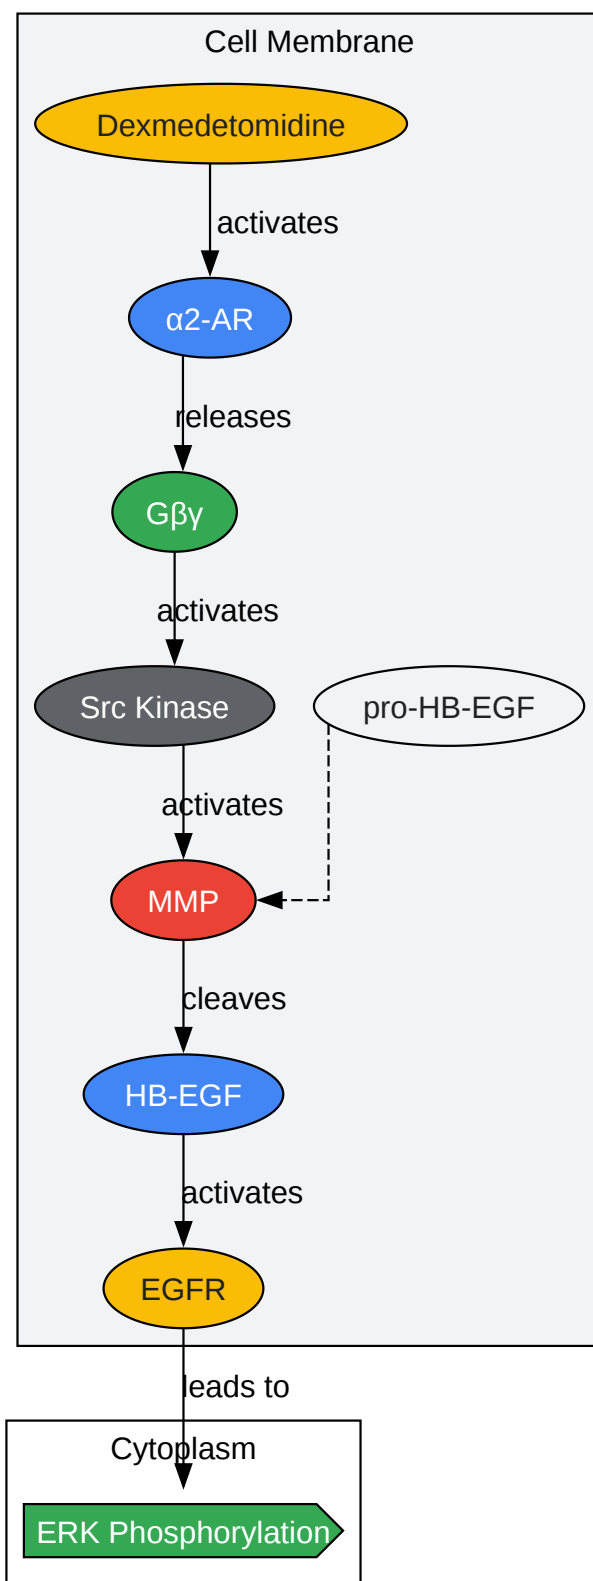 Cell Membrane
Dexmedetomidine
activates
α2-AR
releases
Gβγ
activates
Src Kinase
pro-HB-EGF
activates
MMP
cleaves
HB-EGF
activates
EGFR
leads to
Cytoplasm
ERK Phosphorylation